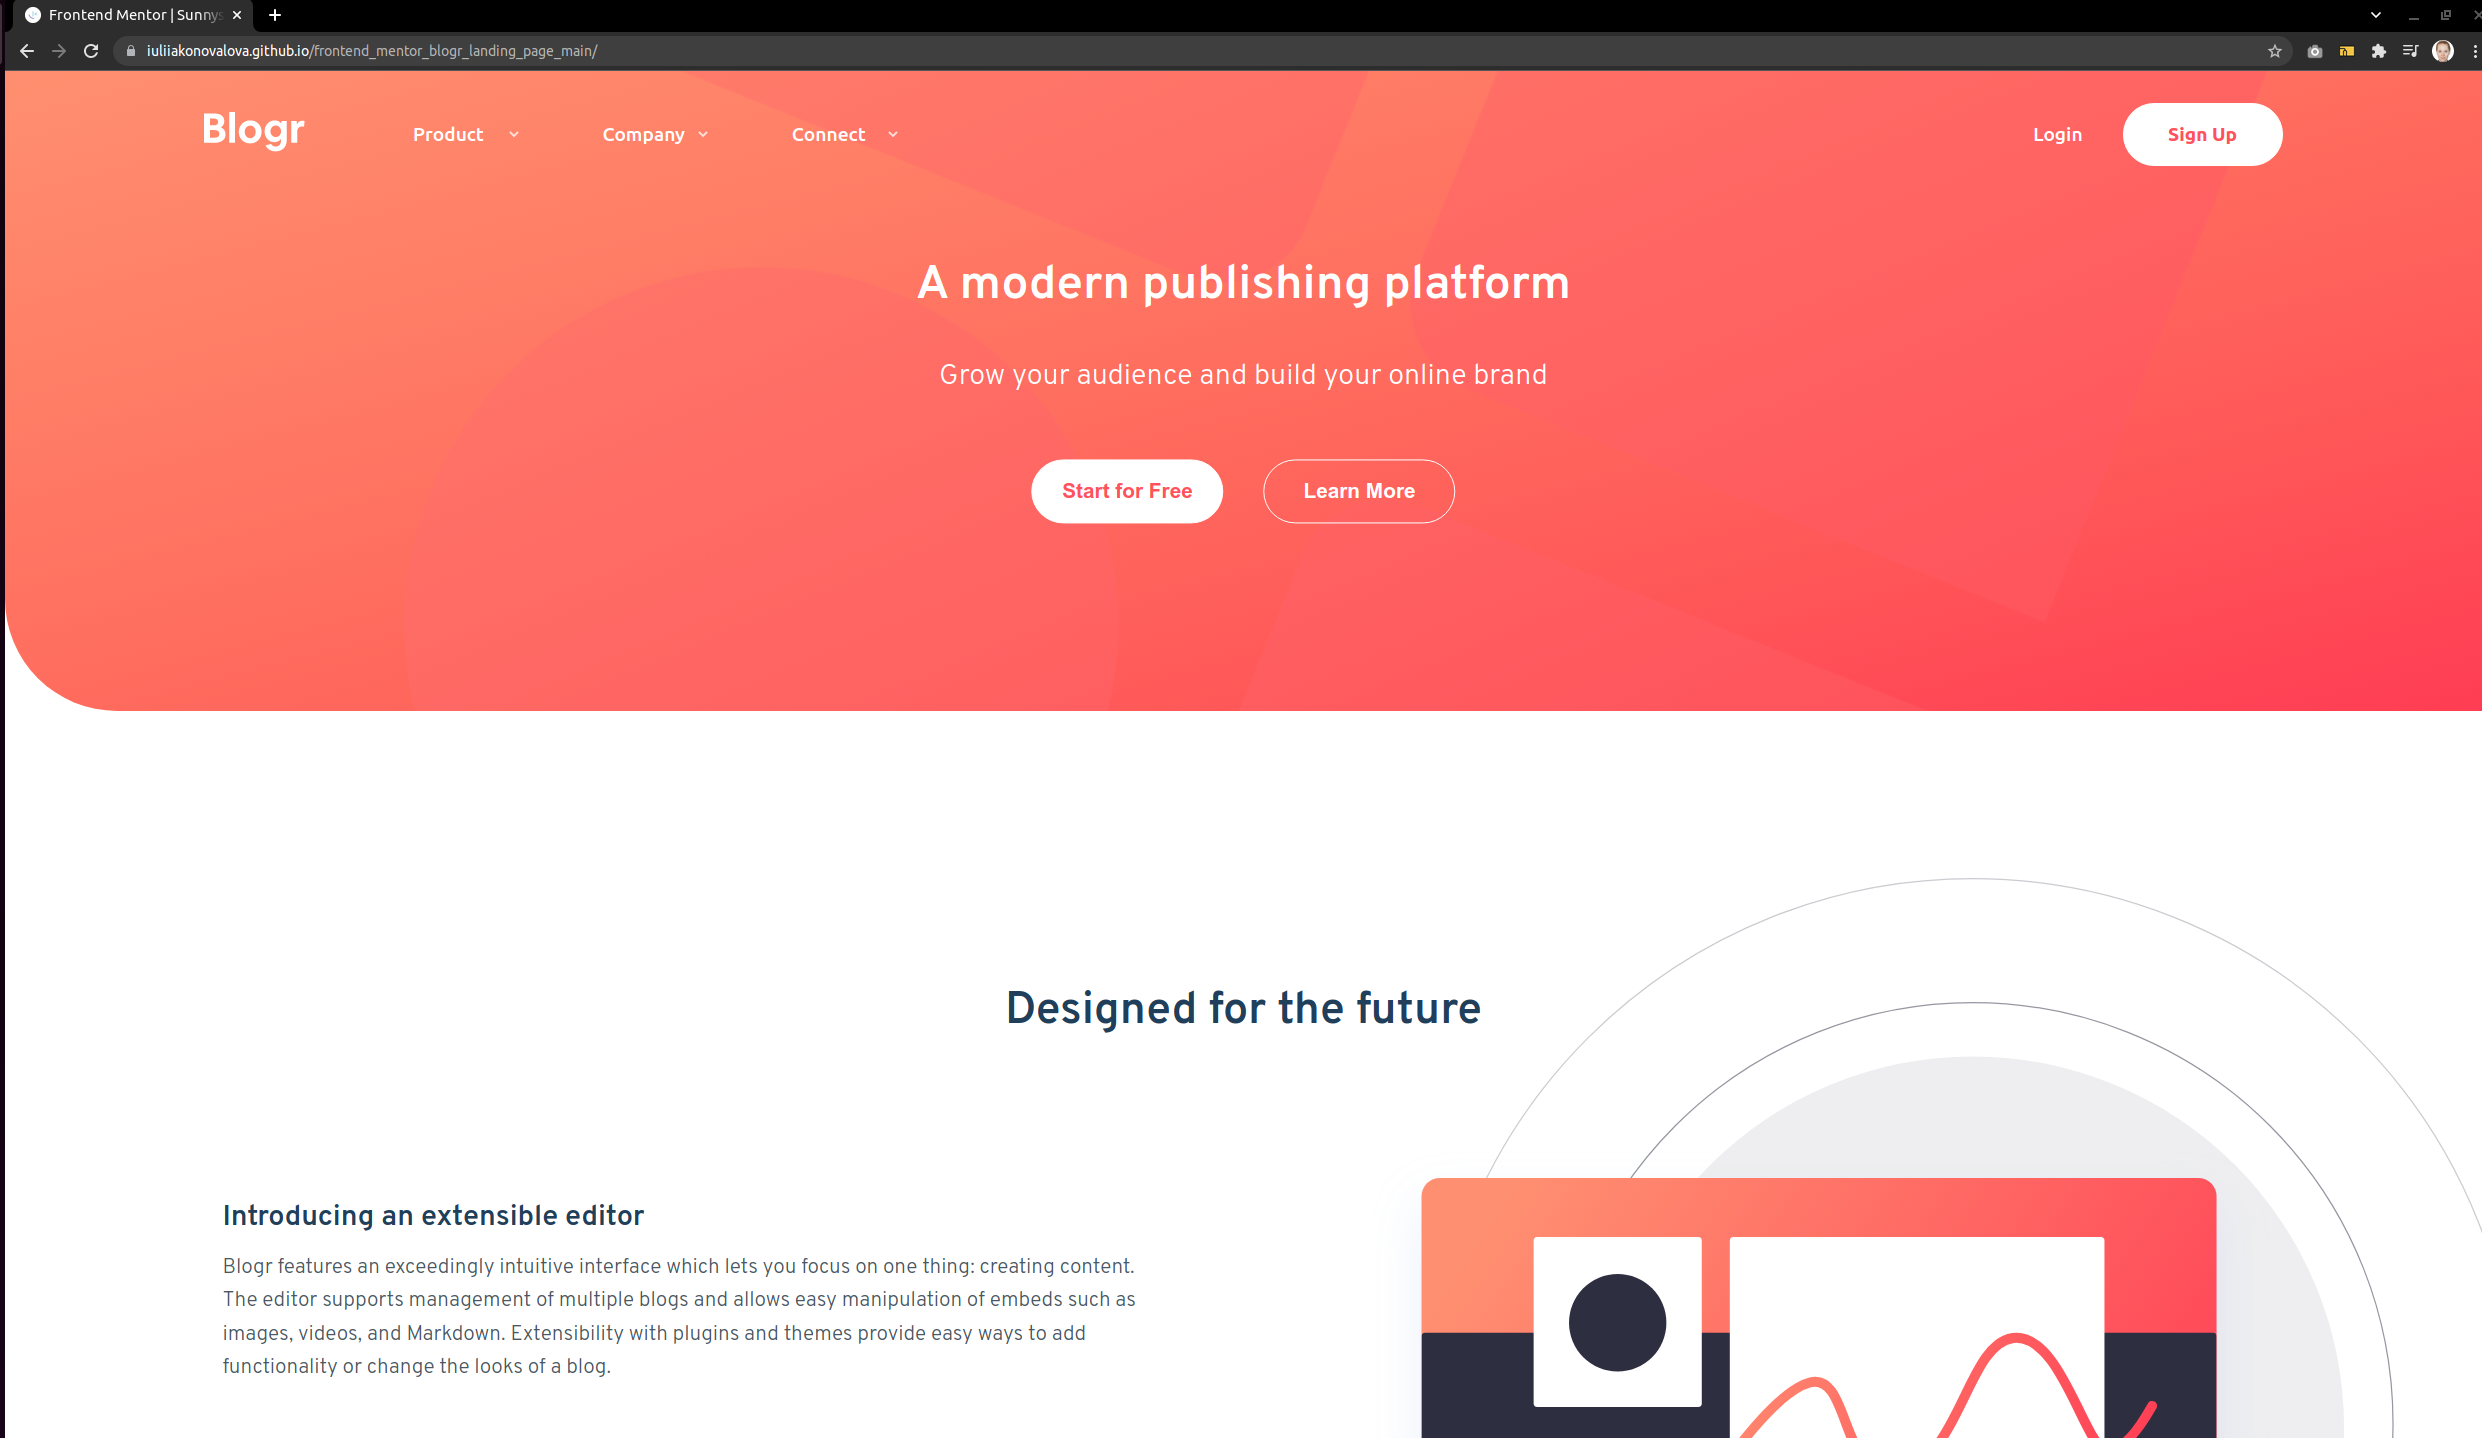 Frontend Mentor | Sunnys
iuliiakonovalova.github.io/frontend_mentor_blogr_landing_page_main/
Blogr Product Company Connect Login Sign Up
A modern publishing platform
Grow your audience and build your online brand
Start for Free Learn More
Designed for the future
Introducing an extensible editor
Blogr features an exceedingly intuitive interface which lets you focus on one thing: creating content.
The editor supports management of multiple blogs and allows easy manipulation of embeds such as
images, videos, and Markdown. Extensibility with plugins and themes provide easy ways to add
functionality or change the looks of a blog.